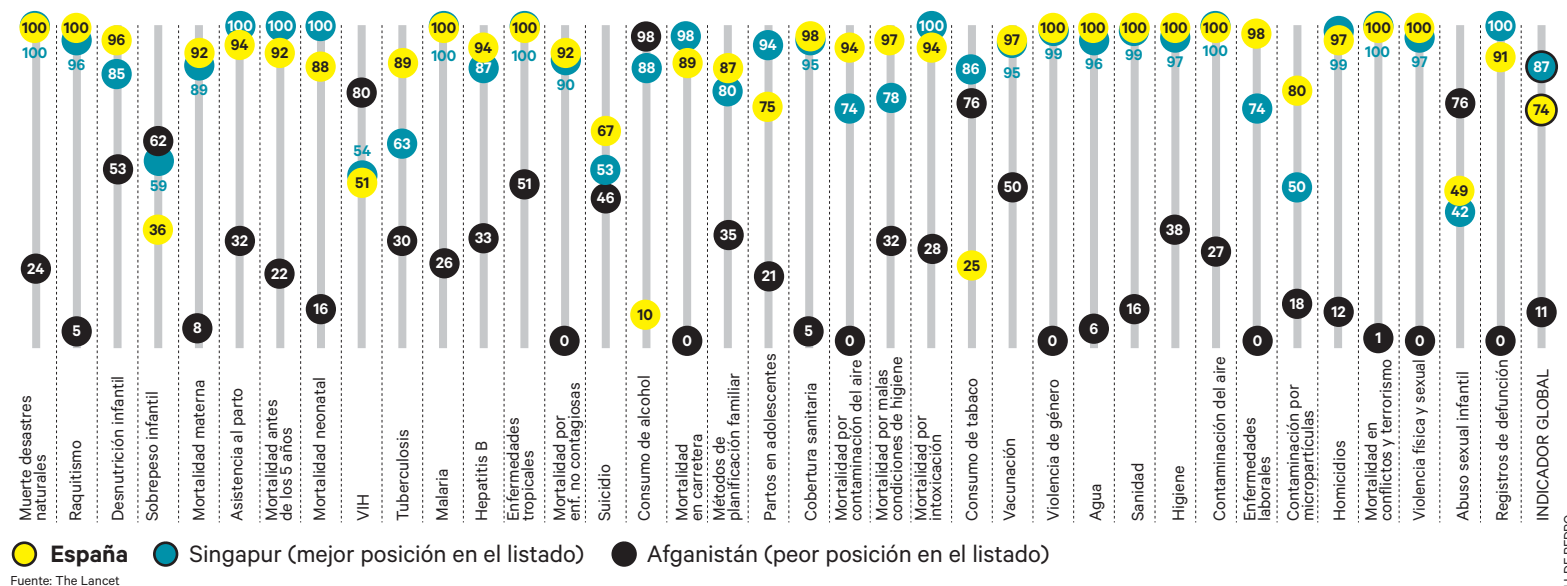 100
100
24
100
96
5
96
85
53
62
59
36
92
89
8
100
94
32
100
92
22
100
88
16
80
54
51
89
63
30
100
100
26
94
87
33
100
100
51
92
90
0
67
53
46
98
88
10
98
89
0
87
80
35
94
75
21
98
95
5
94
74
0
97
78
32
100
94
28
86
76
25
97
95
50
100
99
0
100
96
6
100
99
16
100
97
38
100
100
27
98
74
0
80
50
18
97
99
12
100
100
1
100
97
0
76
49
42
100
91
0
87
74
11
Muerte desastres
naturales
Raquitismo
Desnutrición infantil
Sobrepeso infantil
Mortalidad materna
Asistencia al parto
Mortalidad antes
de los 5 años
Mortalidad neonatal
VIH
Tuberculosis
Malaria
Hepatitis B
Enfermedades
tropicales
Mortalidad por
enf. no contagiosas
Suicidio
Consumo de alcohol
Mortalidad
en carretera
Métodos de
planificación familiar
Partos en adolescentes
Cobertura sanitaria
Mortalidad por
contaminación del aire
Mortalidad por malas
condiciones de higiene
Mortalidad por
intoxicación
Consumo de tabaco
Vacunación
Violencia de género
Agua
Sanidad
Higiene
Contaminación del aire
Enfermedades
laborales
Contaminación por
micropartículas
Homicidios
Mortalidad en
conflictos y terrorismo
Violencia física y sexual
Abuso sexual infantil
Registros de defunción
INDICADOR GLOBAL
España
Singapur (mejor posición en el listado)
Afganistán (peor posición en el listado)
Fuente: The Lancet